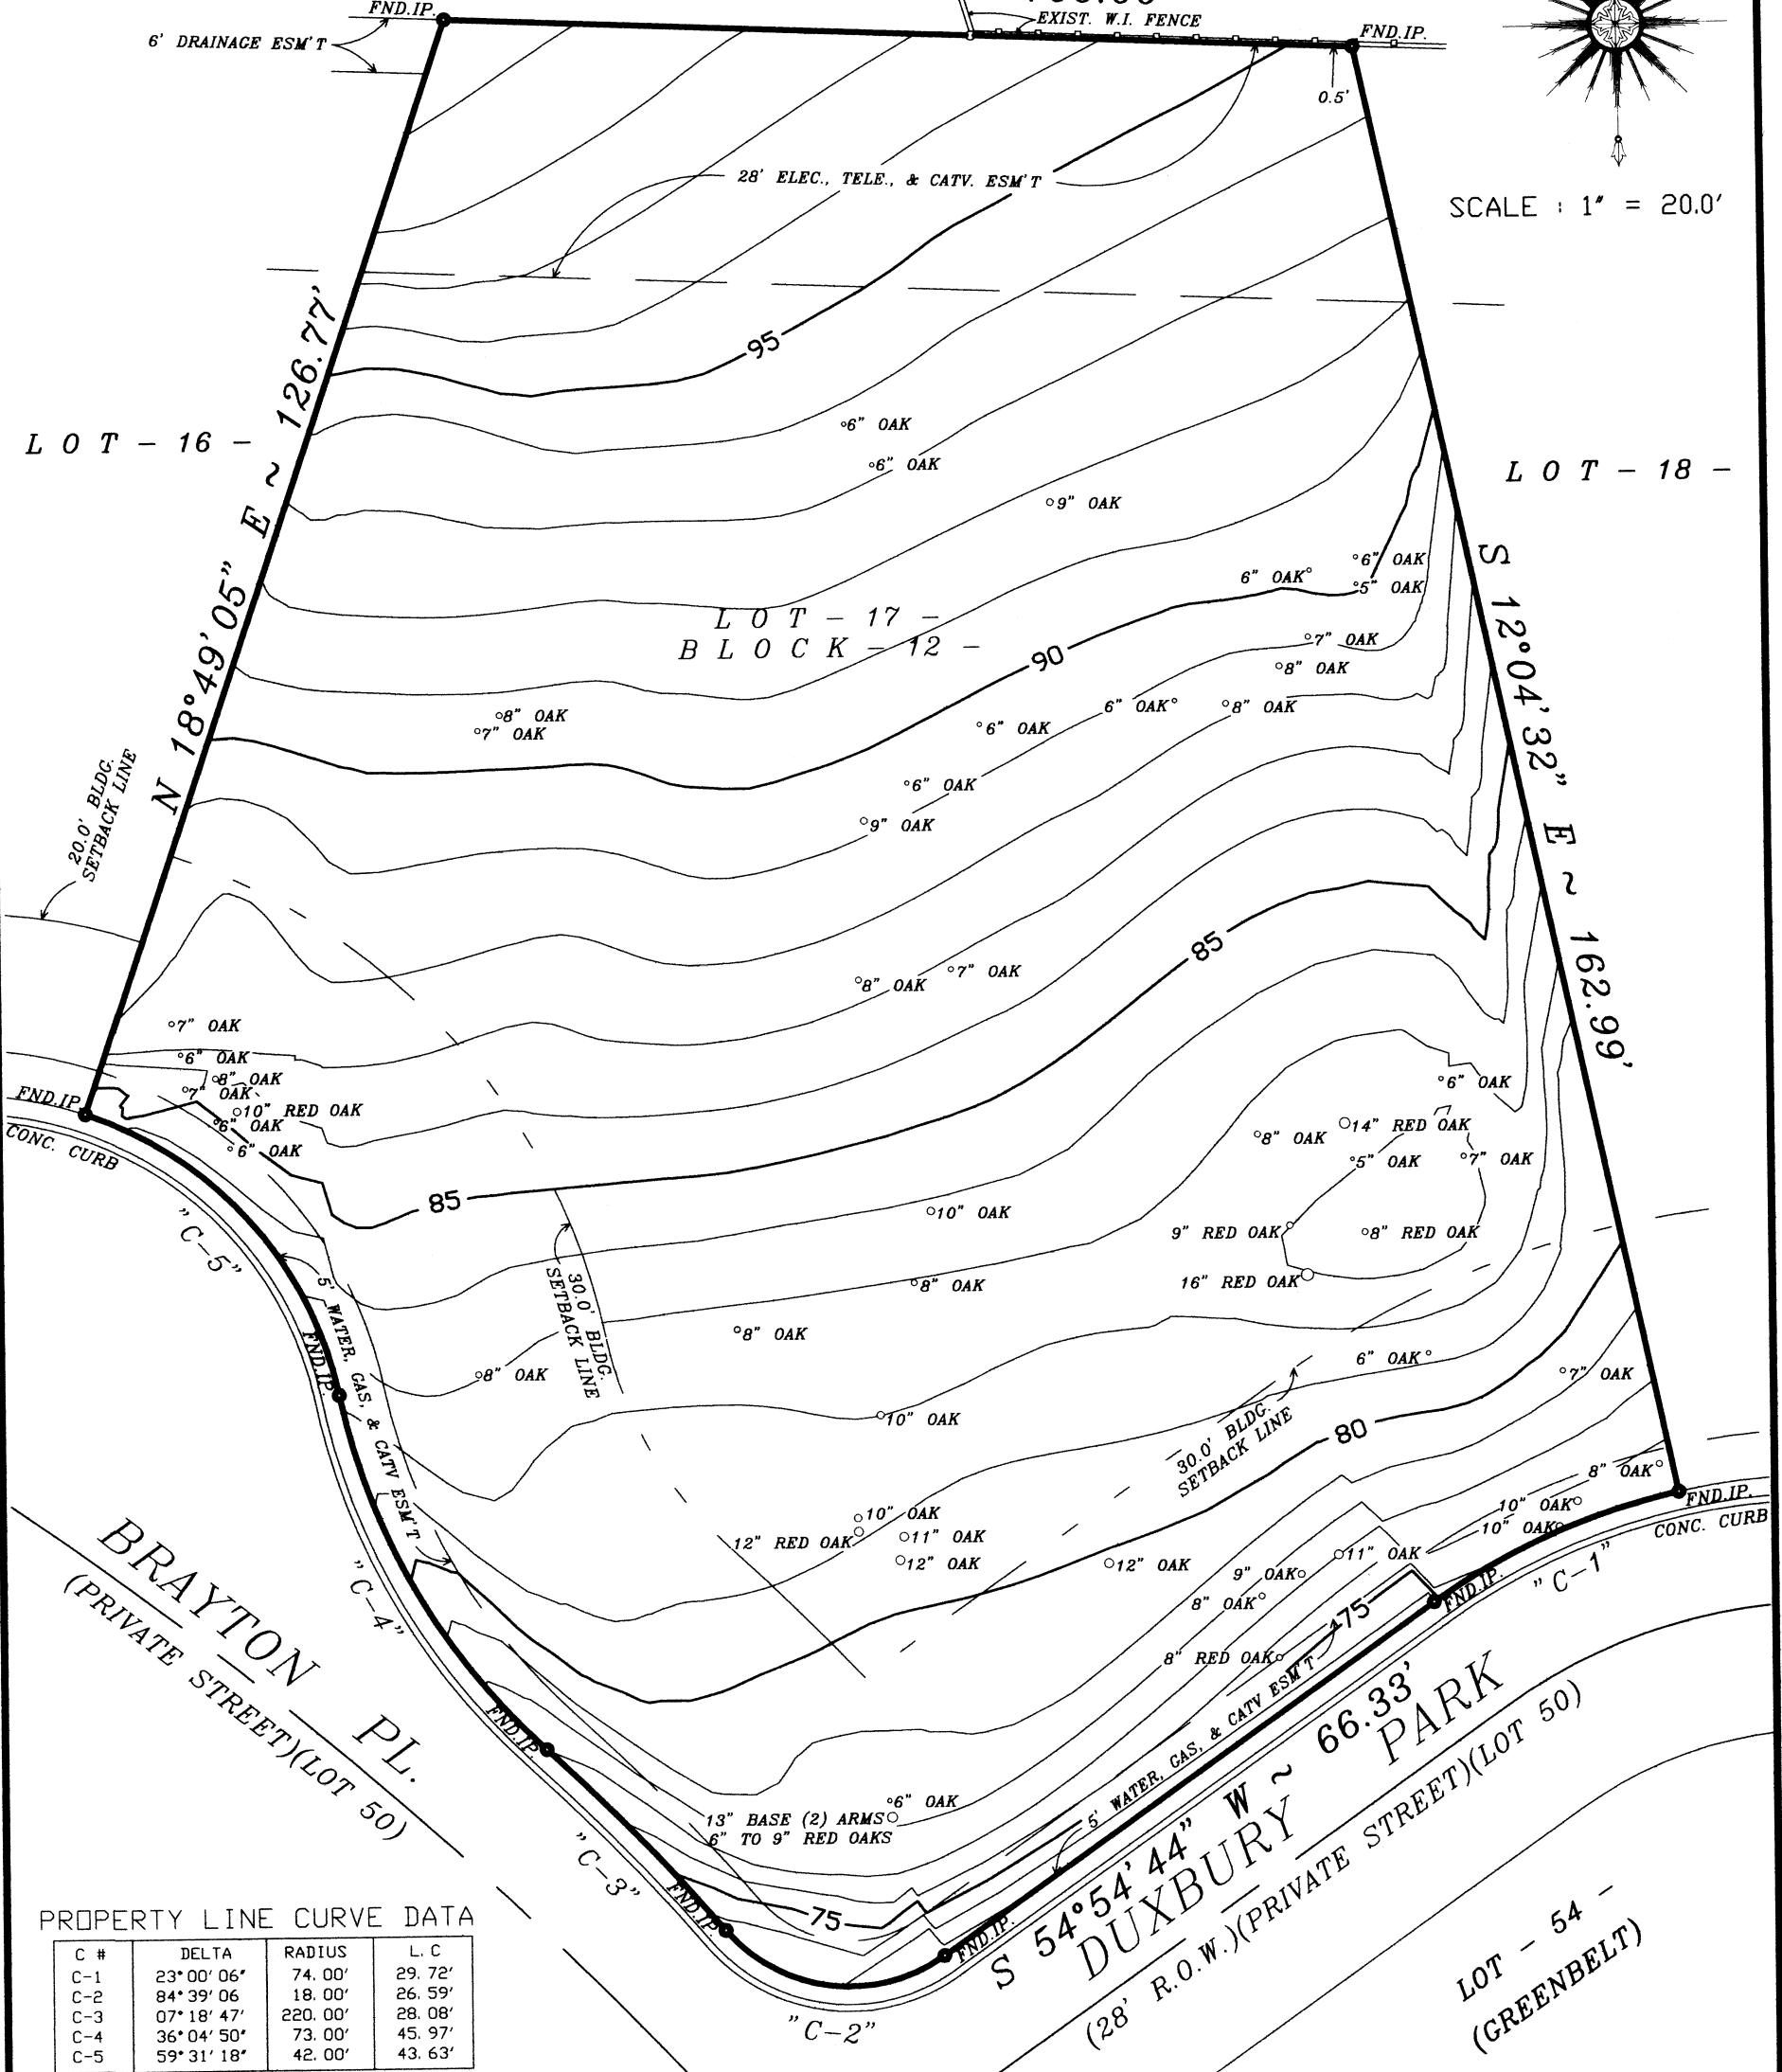 FND.IP.
EXIST. W.I. FENCE
FND.IP.
6' DRAINAGE ESM'T
0.5'
28' ELEC., TELE., & CATV. ESM'T
SCALE : 1" = 20.0'
N 18°49'05" E ~ 126.77'
95
LOT - 16 -
6" OAK
6" OAK
LOT - 18 -
9" OAK
S 12°04'32" E ~ 162.99'
6" OAK
6" OAK
5" OAK
LOT - 17 -
BLOCK - 12 -
7" OAK
90
8" OAK
8" OAK
7" OAK
6" OAK
6" OAK
8" OAK
20.0' BLDG.
SETBACK LINE
6" OAK
9" OAK
85
8" OAK
7" OAK
7" OAK
6" OAK
8" OAK
7" OAK
10" RED OAK
6" OAK
6" OAK
FND.IP.
CONC. CURB
6" OAK
14" RED OAK
8" OAK
5" OAK
7" OAK
85
10" OAK
9" RED OAK
8" RED OAK
16" RED OAK
"C-5"
5' WATER, GAS, & CATV ESM'T
30.0' BLDG.
SETBACK LINE
8" OAK
8" OAK
8" OAK
FND.IP.
6" OAK
7" OAK
10" OAK
80
30.0' BLDG.
SETBACK LINE
8" OAK
FND.IP.
CONC. CURB
10" OAK
10" OAK
10" OAK
12" RED OAK
11" OAK
12" OAK
12" OAK
11" OAK
9" OAK
8" OAK
"C-1"
FND.IP.
75
8" RED OAK
"C-4"
BRAYTON PL.
(PRIVATE STREET)(LOT 50)
FND.IP.
5' WATER, GAS, & CATV ESM'T
S 54°54'44" W ~ 66.33'
DUXBURY PARK
(28' R.O.W.)(PRIVATE STREET)(LOT 50)
6" OAK
13" BASE (2) ARMS
6" TO 9" RED OAKS
"C-3"
FND.IP.
75
FND.IP.
"C-2"
LOT - 54 -
(GREENBELT)
PROPERTY LINE CURVE DATA
C # DELTA RADIUS L.C
C-1 23°00'06" 74.00' 29.72'
C-2 84°39'06 18.00' 26.59'
C-3 07°18'47' 220.00' 28.08'
C-4 36°04'50" 73.00' 45.97'
C-5 59°31'18" 42.00' 43.63'